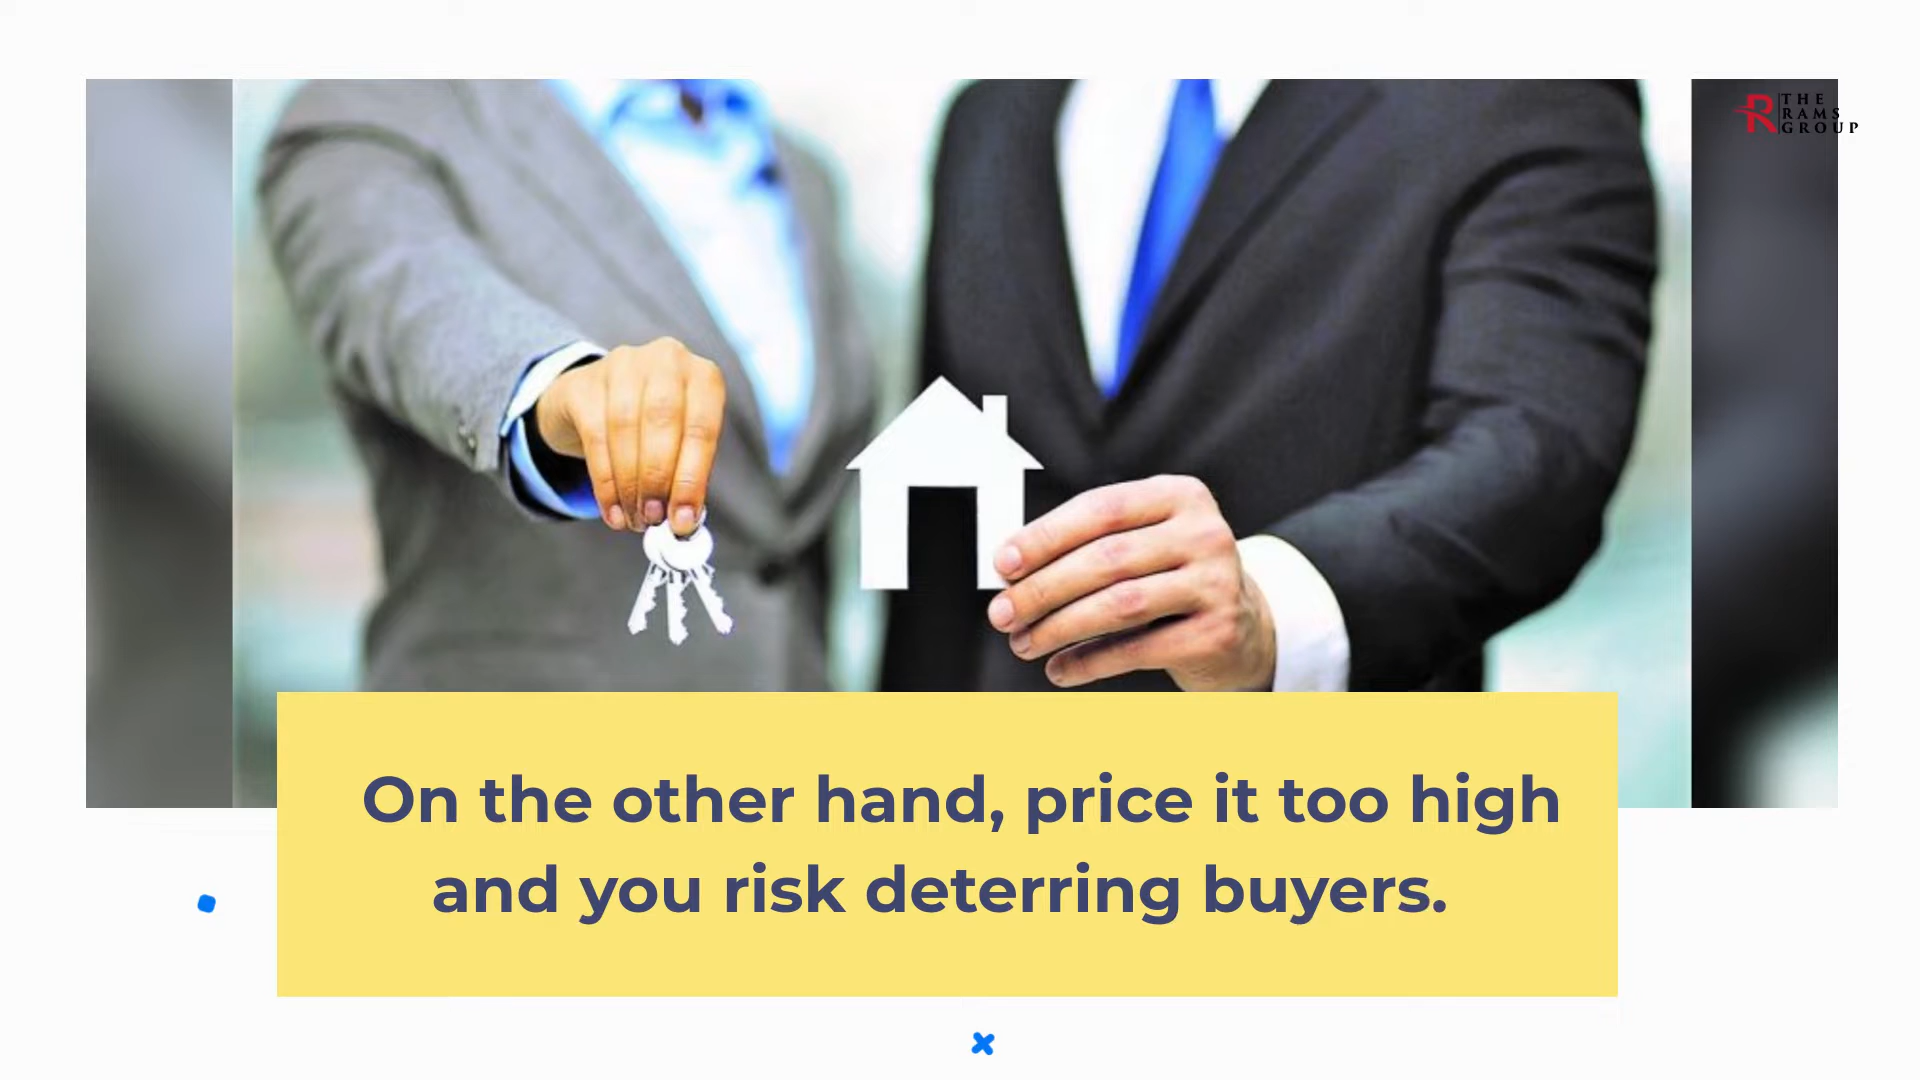 THE
RAMS
GROUP
On the other hand, price it too high
and you risk deterring buyers.